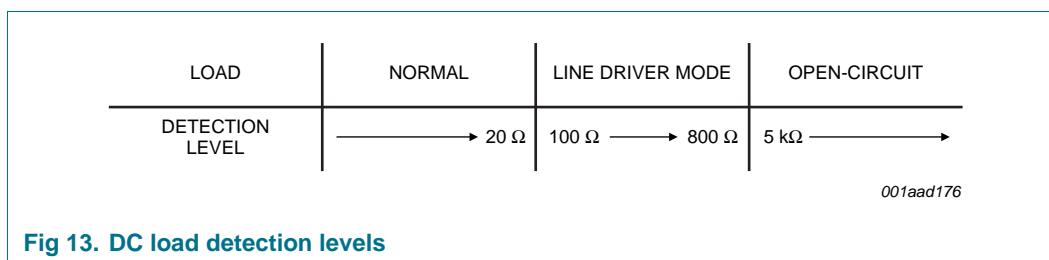 LOAD NORMAL LINE DRIVER MODE OPEN-CIRCUIT
DETECTION LEVEL 20 Ω 100 Ω 800 Ω 5 kΩ
001aad176
Fig 13. DC load detection levels